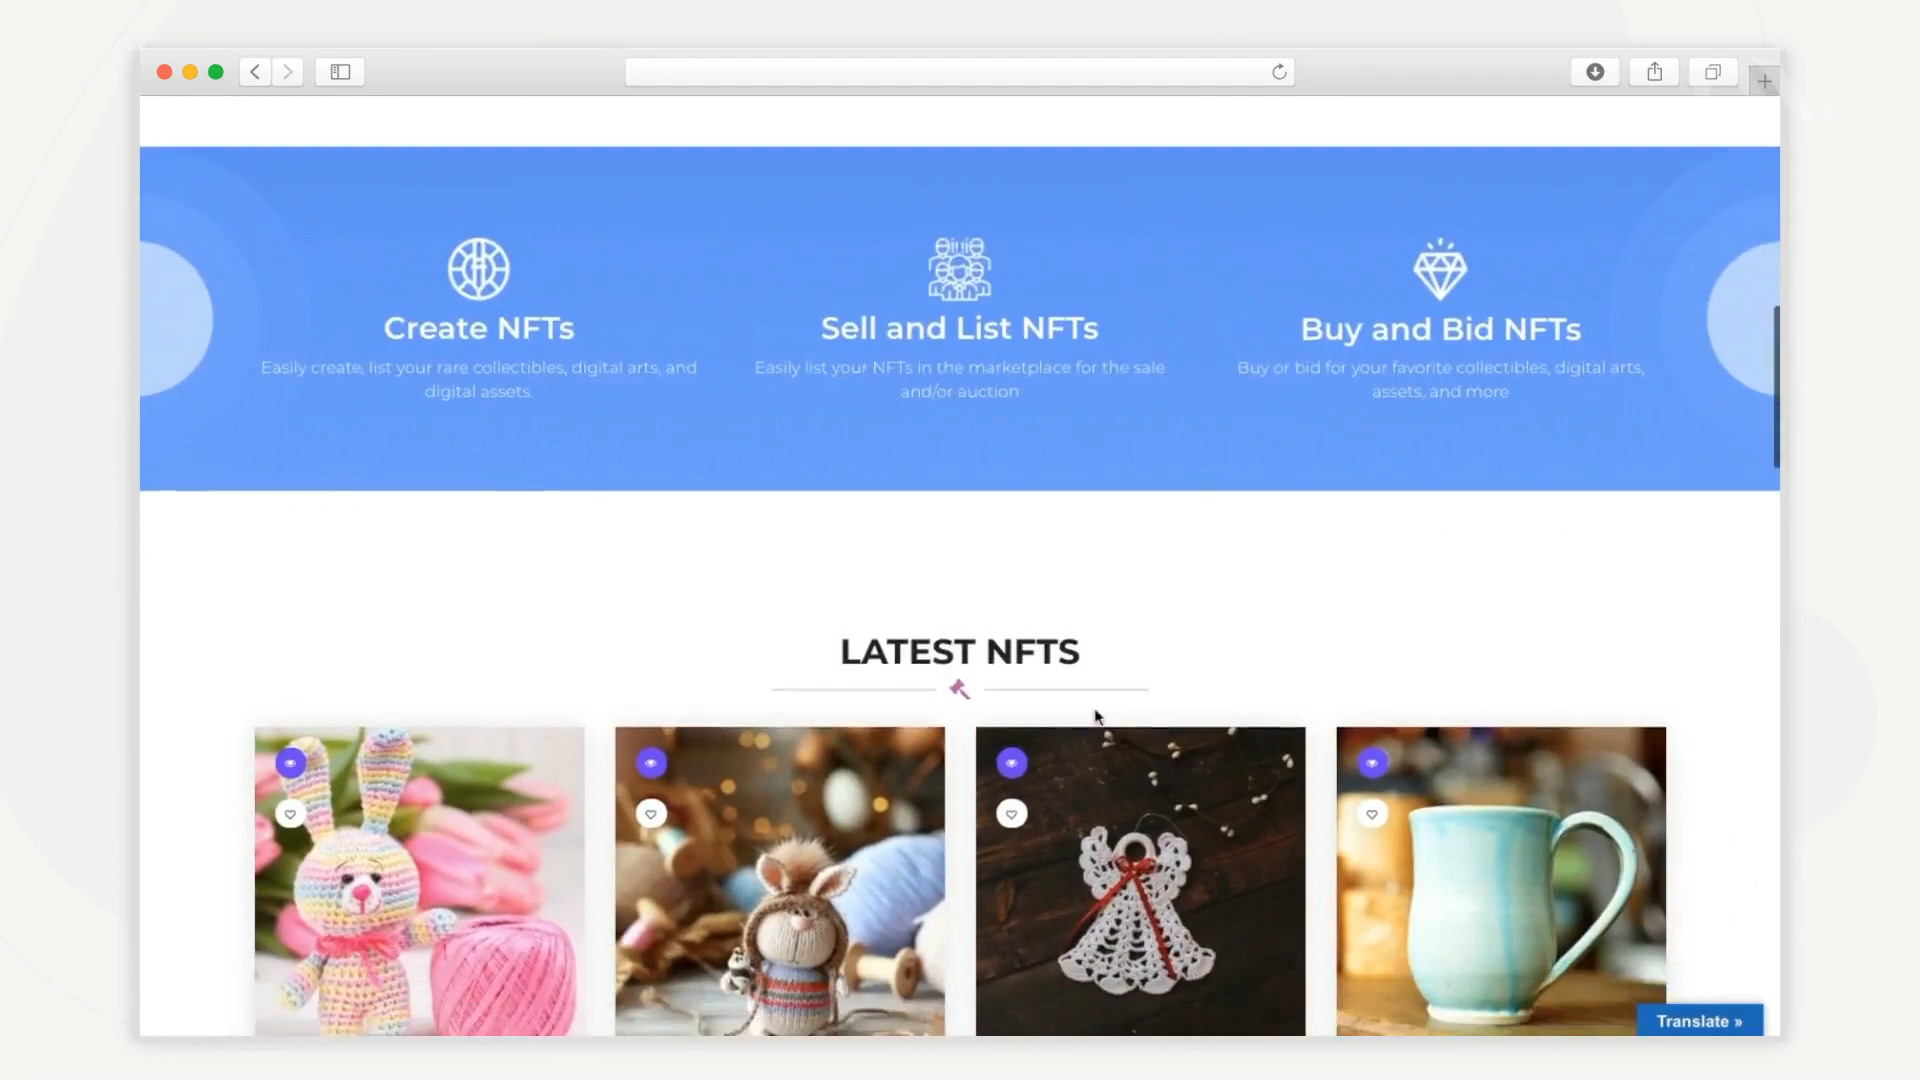 Create NFTs
Easily create, list your rare collectibles, digital arts, and
digital assets.
Sell and List NFTs
Easily list your NFTs in the marketplace for the sale
and/or auction
Buy and Bid NFTs
Buy or bid for your favorite collectibles, digital arts,
assets, and more
LATEST NFTS
Translate »